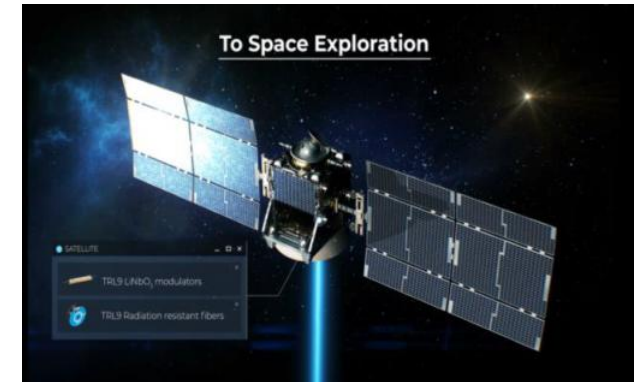 To Space Exploration
SATELLITE
TRL9 LiNbO₃ modulators
TRL9 Radiation resistant fibers